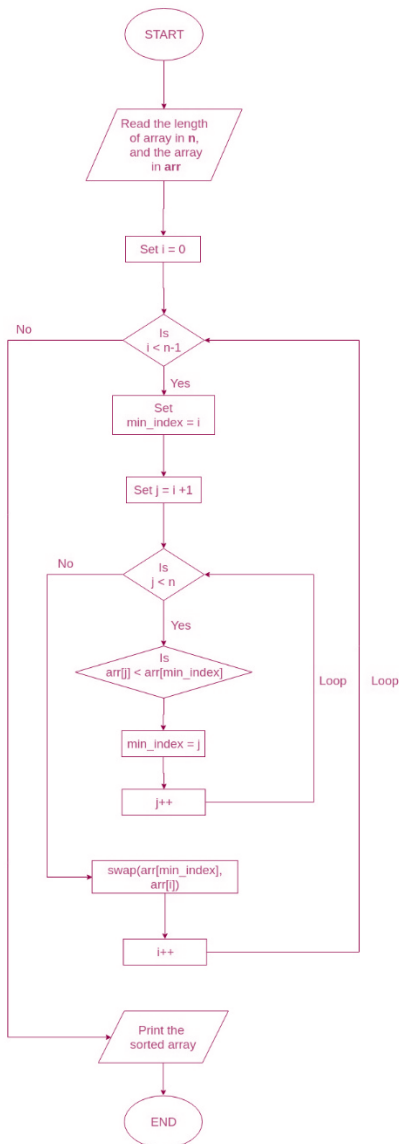 START
Read the length
of array in n,
and the array
in arr
Set i = 0
Is
i < n-1
No
Yes
Set
min_index = i
Set j = i +1
Is
j < n
No
Yes
Is
arr[j] < arr[min_index]
Loop
Loop
min_index = j
j++
swap(arr[min_index],
arr[i])
i++
Print the
sorted array
END